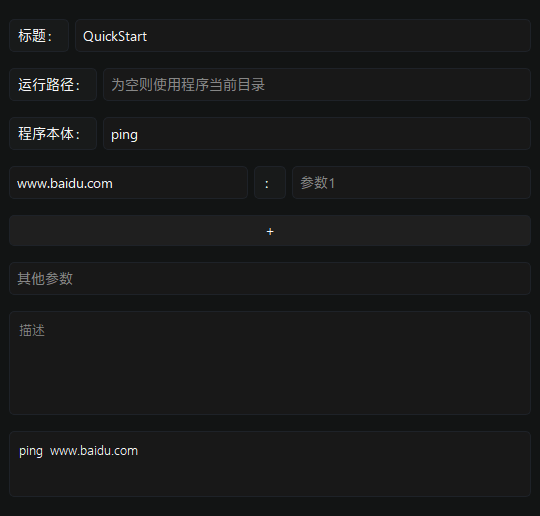 标题： QuickStart
运行路径： 为空则使用程序当前目录
程序本体： ping
www.baidu.com ： 参数1
+
其他参数
描述
ping www.baidu.com